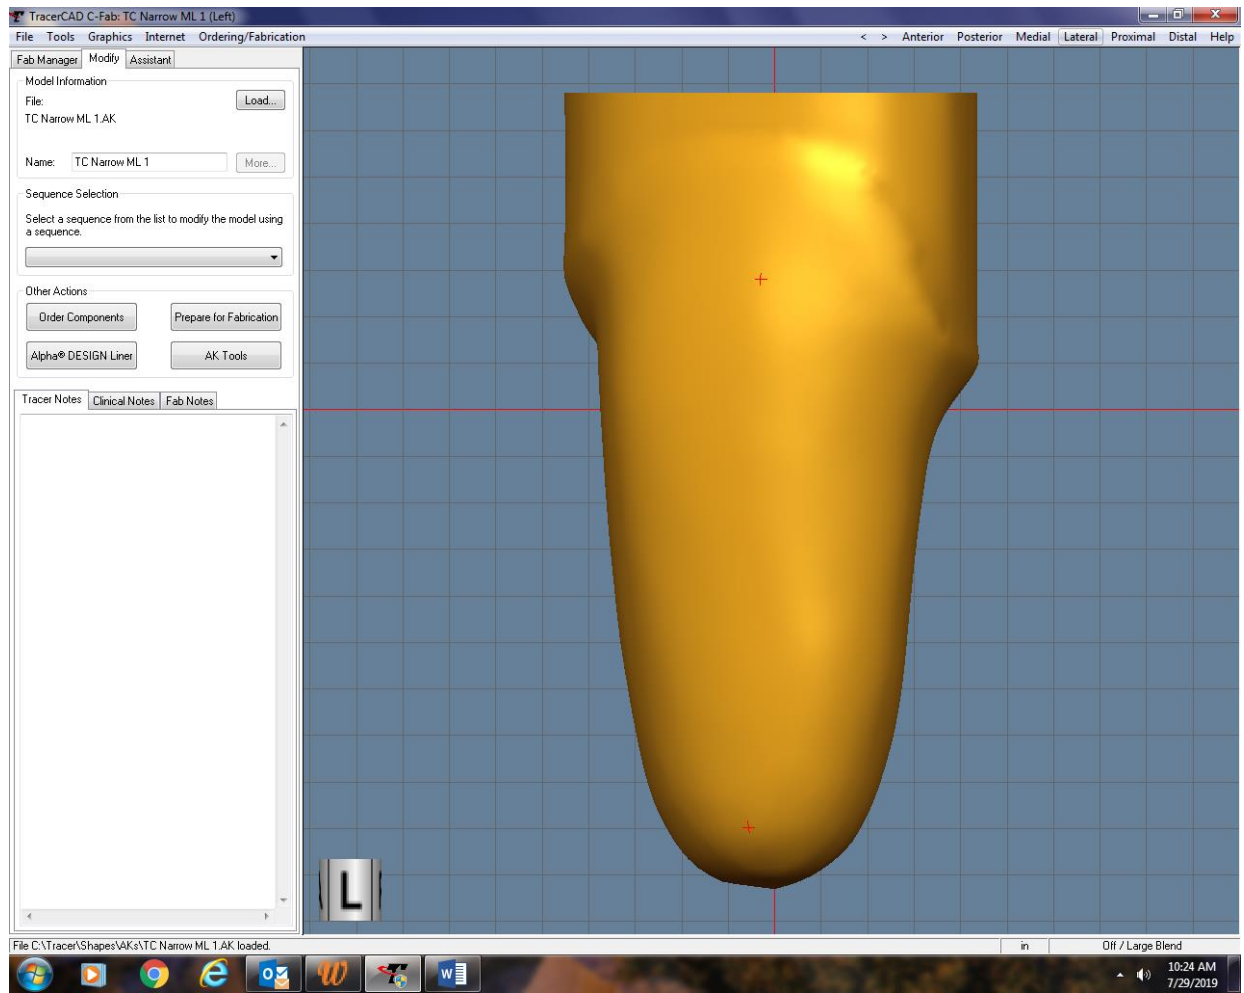 TracerCAD C-Fab: TC Narrow ML 1 (Left)
File Tools Graphics Internet Ordering/Fabrication < > Anterior Posterior Medial Lateral Proximal Distal Help
Fab Manager Modify Assistant
Model Information
File: Load...
TC Narrow ML 1.AK
Name: TC Narrow ML 1 More...
Sequence Selection
Select a sequence from the list to modify the model using
a sequence.
Other Actions
Order Components Prepare for Fabrication
Alpha® DESIGN Liner AK Tools
Tracer Notes Clinical Notes Fab Notes
L
File C:\Tracer\Shapes\AKs\TC Narrow ML 1.AK loaded. in Off / Large Blend
10:24 AM
7/29/2019